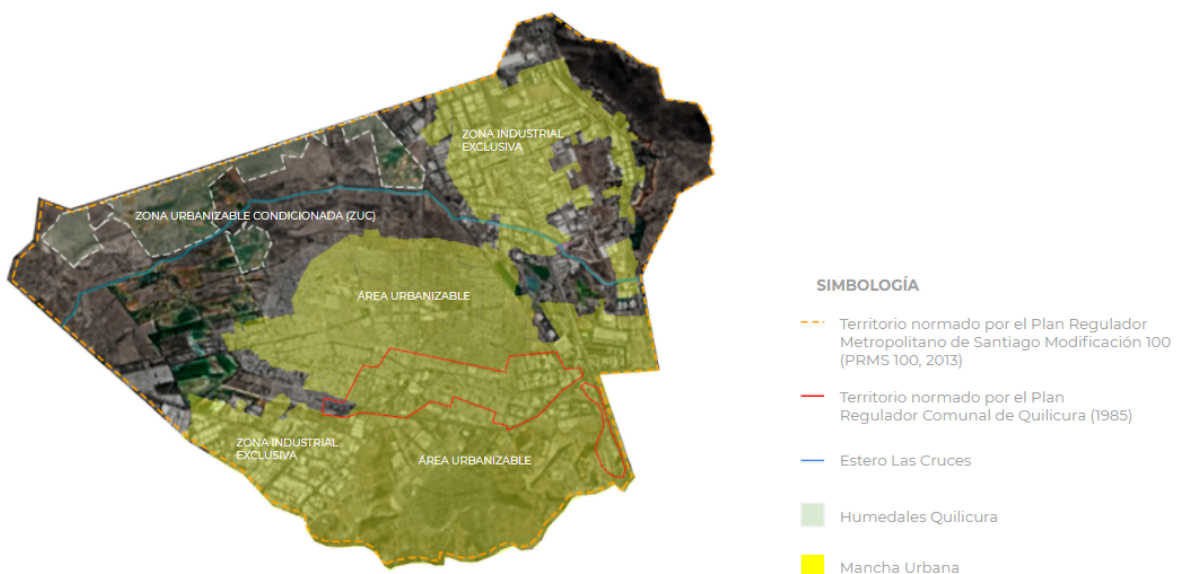 ZONA INDUSTRIAL
EXCLUSIVA
ZONA URBANIZABLE CONDICIONADA (ZUC)
ÁREA URBANIZABLE
ZONA INDUSTRIAL
EXCLUSIVA
ÁREA URBANIZABLE
SIMBOLOGÍA
Territorio normado por el Plan Regulador
Metropolitano de Santiago Modificación 100
(PRMS 100, 2013)
Territorio normado por el Plan
Regulador Comunal de Quilicura (1985)
Estero Las Cruces
Humedales Quilicura
Mancha Urbana